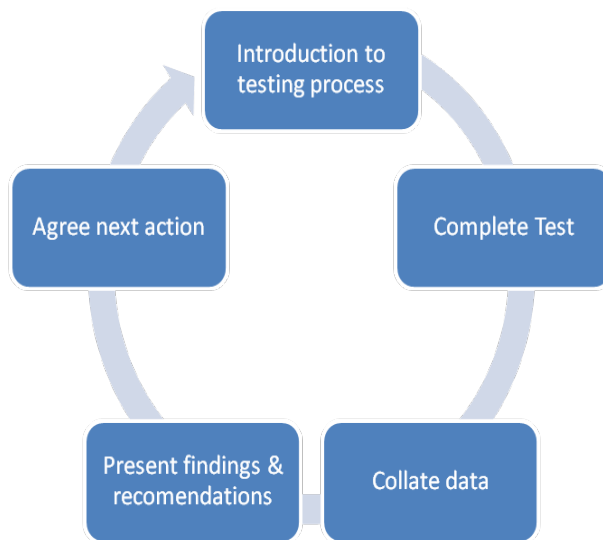 Introduction to
testing process
Complete Test
Collate data
Present findings &
recomendations
Agree next action